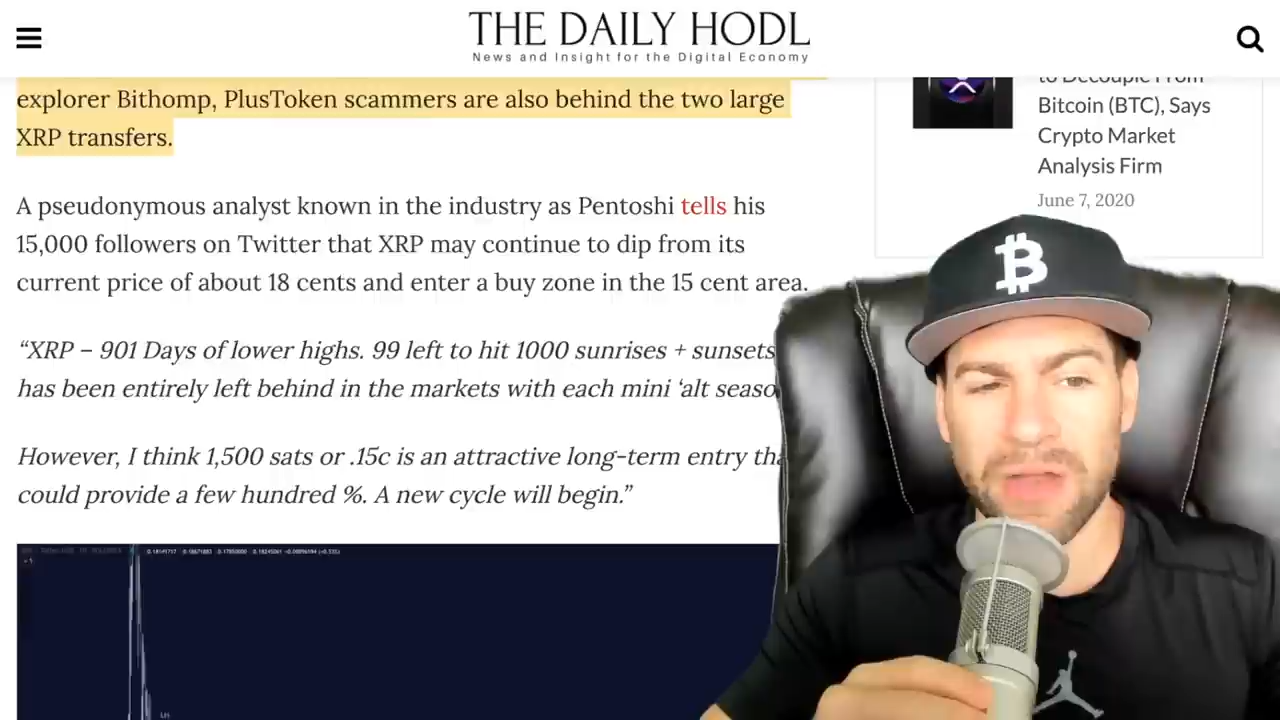 THE DAILY HODL
News and Insight for the Digital Economy
explorer Bithomp, PlusToken scammers are also behind the two large
XRP transfers.
A pseudonymous analyst known in the industry as Pentoshi tells his
15,000 followers on Twitter that XRP may continue to dip from its
current price of about 18 cents and enter a buy zone in the 15 cent area.
“XRP – 901 Days of lower highs. 99 left to hit 1000 sunrises + sunsets
has been entirely left behind in the markets with each mini ‘alt seaso
However, I think 1,500 sats or .15c is an attractive long-term entry tha
could provide a few hundred %. A new cycle will begin.”
to Decouple From
Bitcoin (BTC), Says
Crypto Market
Analysis Firm
June 7, 2020